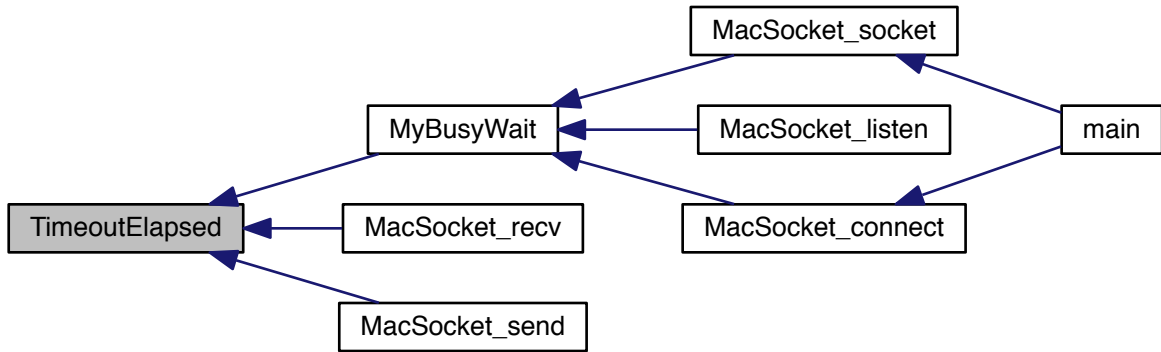 MacSocket_socket
MyBusyWait
MacSocket_listen
main
TimeoutElapsed
MacSocket_recv
MacSocket_connect
MacSocket_send